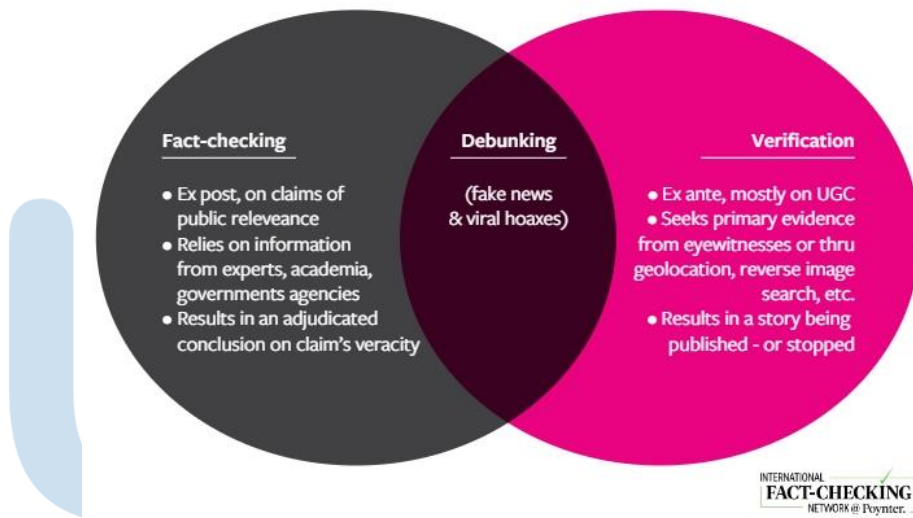 Fact-checking
• Ex post, on claims of
public releveance
• Relies on information
from experts, academia,
governments agencies
• Results in an adjudicated
conclusion on claim's veracity
Debunking
(fake news
& viral hoaxes)
Verification
• Ex ante, mostly on UGC
• Seeks primary evidence
from eyewitnesses or thru
geolocation, reverse image
search, etc.
• Results in a story being
published - or stopped
INTERNATIONAL
FACT-CHECKING
NETWORK @ Poynter.